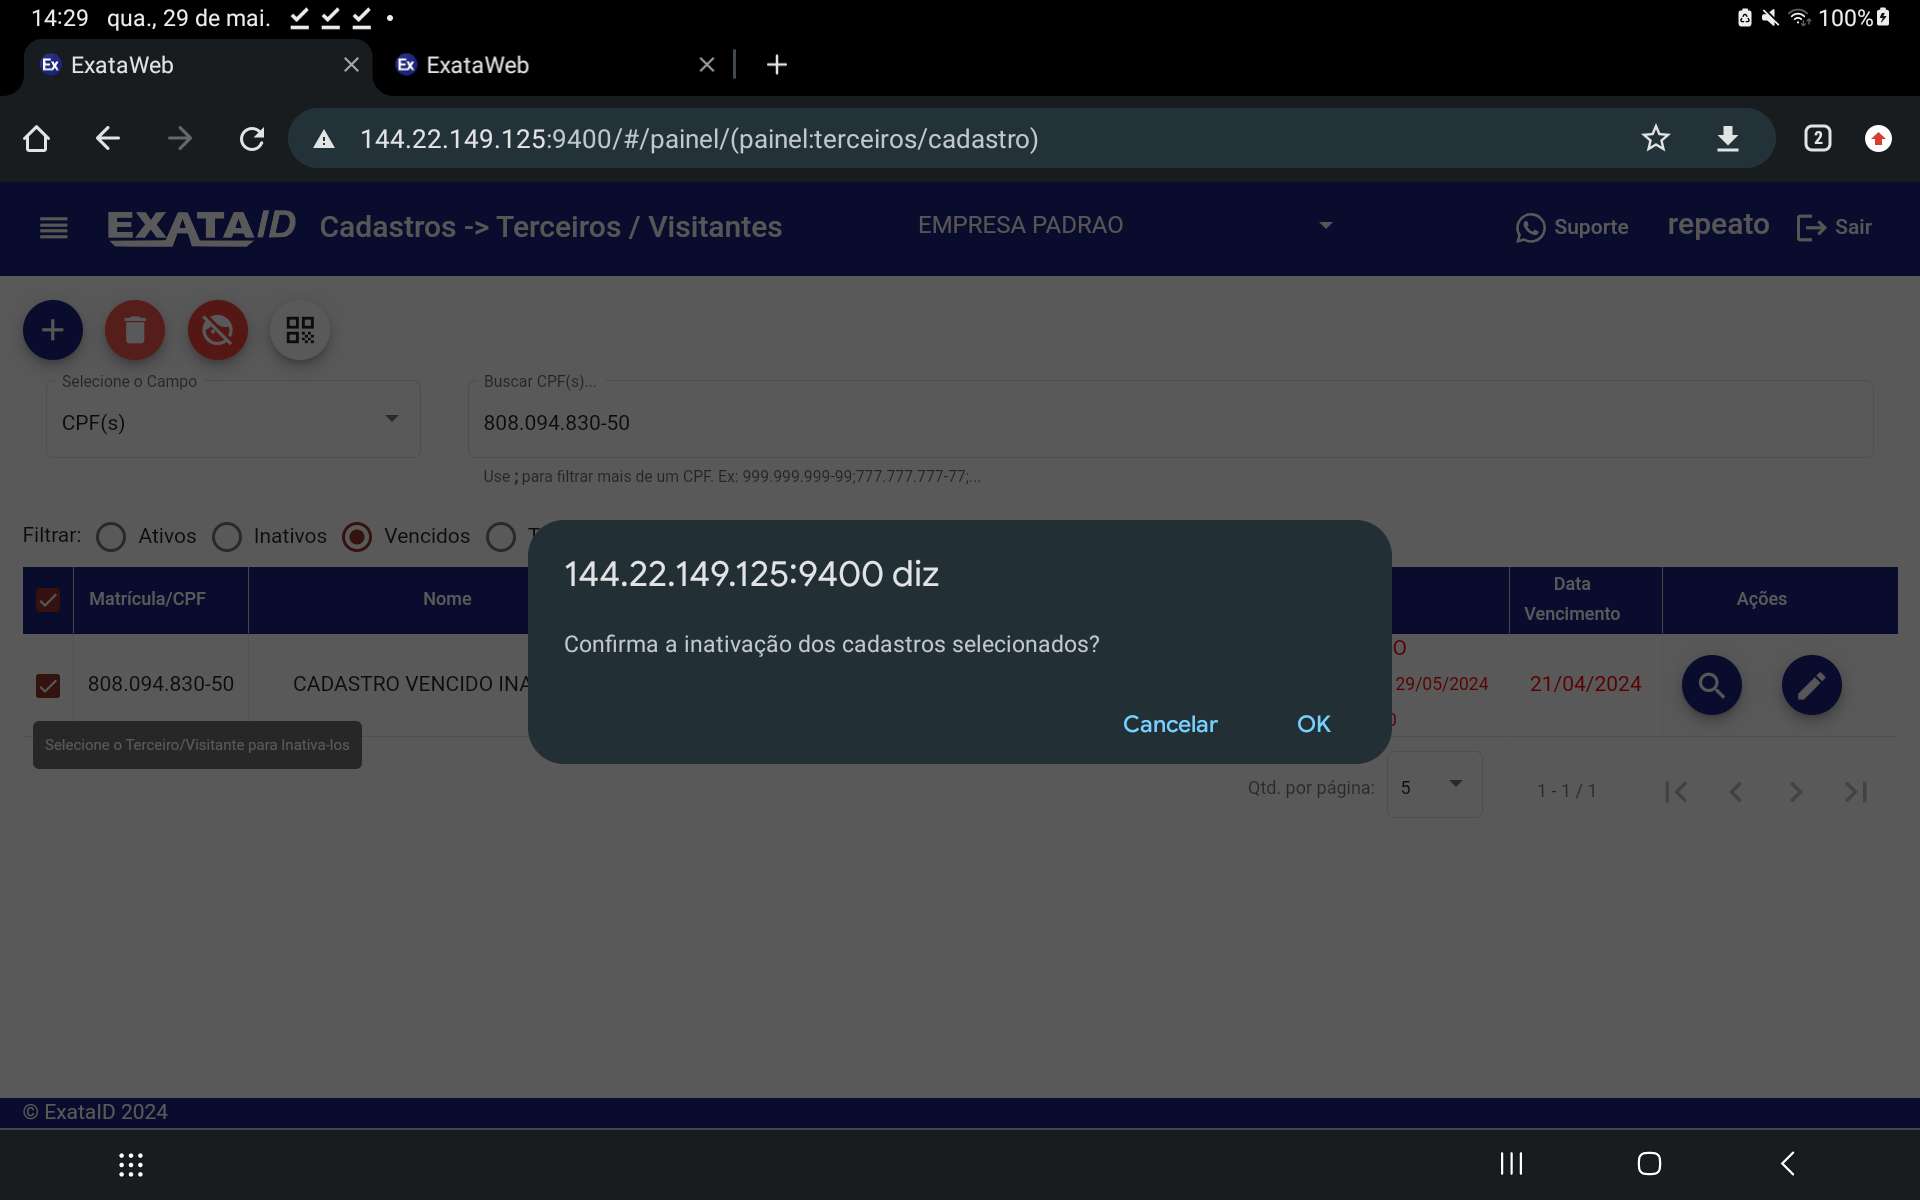 14:29 qua., 29 de mai. 100%
Ex ExataWeb
Ex ExataWeb
144.22.149.125:9400/#/painel/(painel:terceiros/cadastro)
2
EXATAID Cadastros -> Terceiros / Visitantes
EMPRESA PADRAO
Suporte
repeato
Sair
Selecione o Campo
CPF(s)
Buscar CPF(s)...
808.094.830-50
Use ; para filtrar mais de um CPF. Ex: 999.999.999-99;777.777.777-77;...
Filtrar: Ativos Inativos Vencidos
144.22.149.125:9400 diz
Confirma a inativação dos cadastros selecionados?
Cancelar OK
Matrícula/CPF
Nome
Data
Vencimento
Ações
808.094.830-50
CADASTRO VENCIDO INA
O
29/05/2024
21/04/2024
Selecione o Terceiro/Visitante para Inativa-los
Qtd. por página: 5
1 - 1 / 1
© ExataID 2024